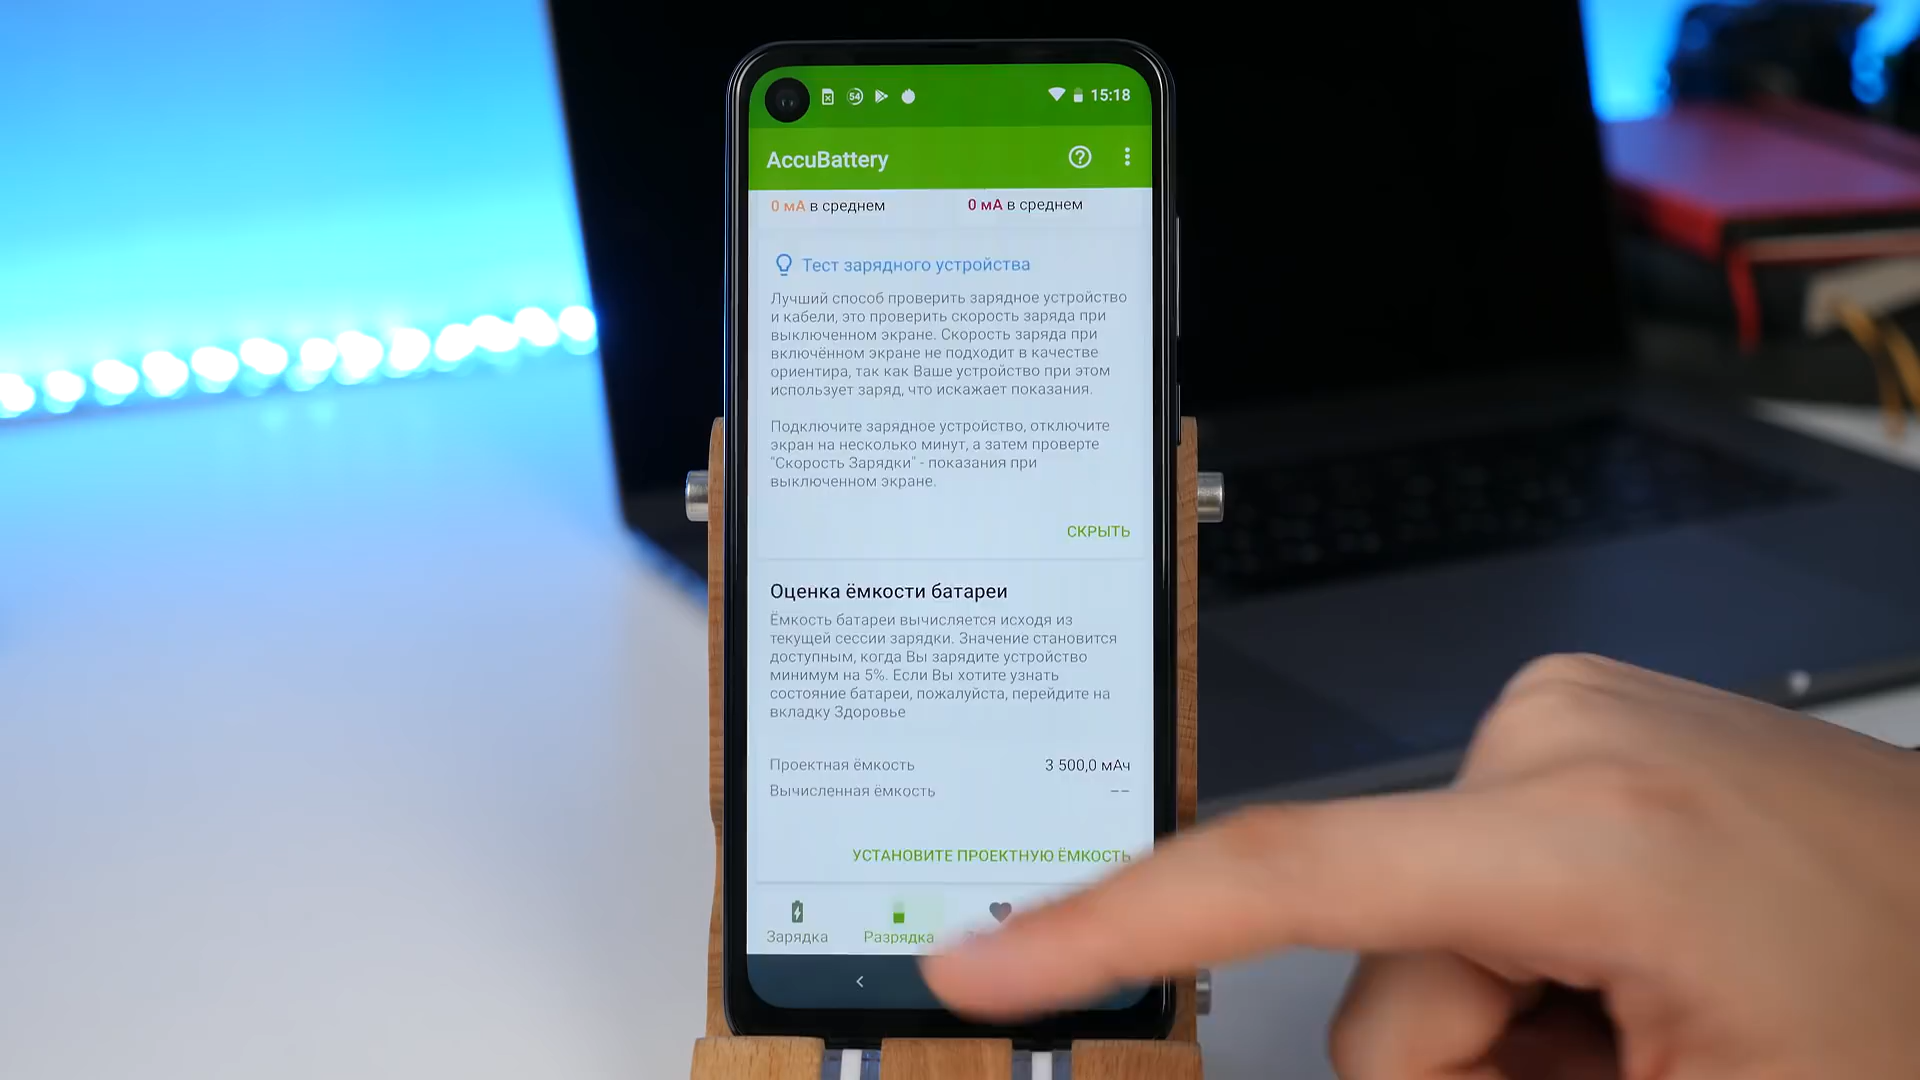 54
15:18
AccuBattery
0 мА в среднем
0 мА в среднем
Тест зарядного устройства
Лучший способ проверить зарядное устройство
и кабели, это проверить скорость заряда при
выключенном экране. Скорость заряда при
включённом экране не подходит в качестве
ориентира, так как Ваше устройство при этом
использует заряд, что искажает показания.
Подключите зарядное устройство, отключите
экран на несколько минут, а затем проверте
"Скорость Зарядки" - показания при
выключенном экране.
СКРЫТЬ
Оценка ёмкости батареи
Ёмкость батареи вычисляется исходя из
текущей сессии зарядки. Значение становится
доступным, когда Вы зарядите устройство
минимум на 5%. Если Вы хотите узнать
состояние батареи, пожалуйста, перейдите на
вкладку Здоровье
Проектная ёмкость 3 500,0 мАч
Вычисленная ёмкость --
УСТАНОВИТЕ ПРОЕКТНУЮ ЁМКОСТЬ
Зарядка
Разрядка